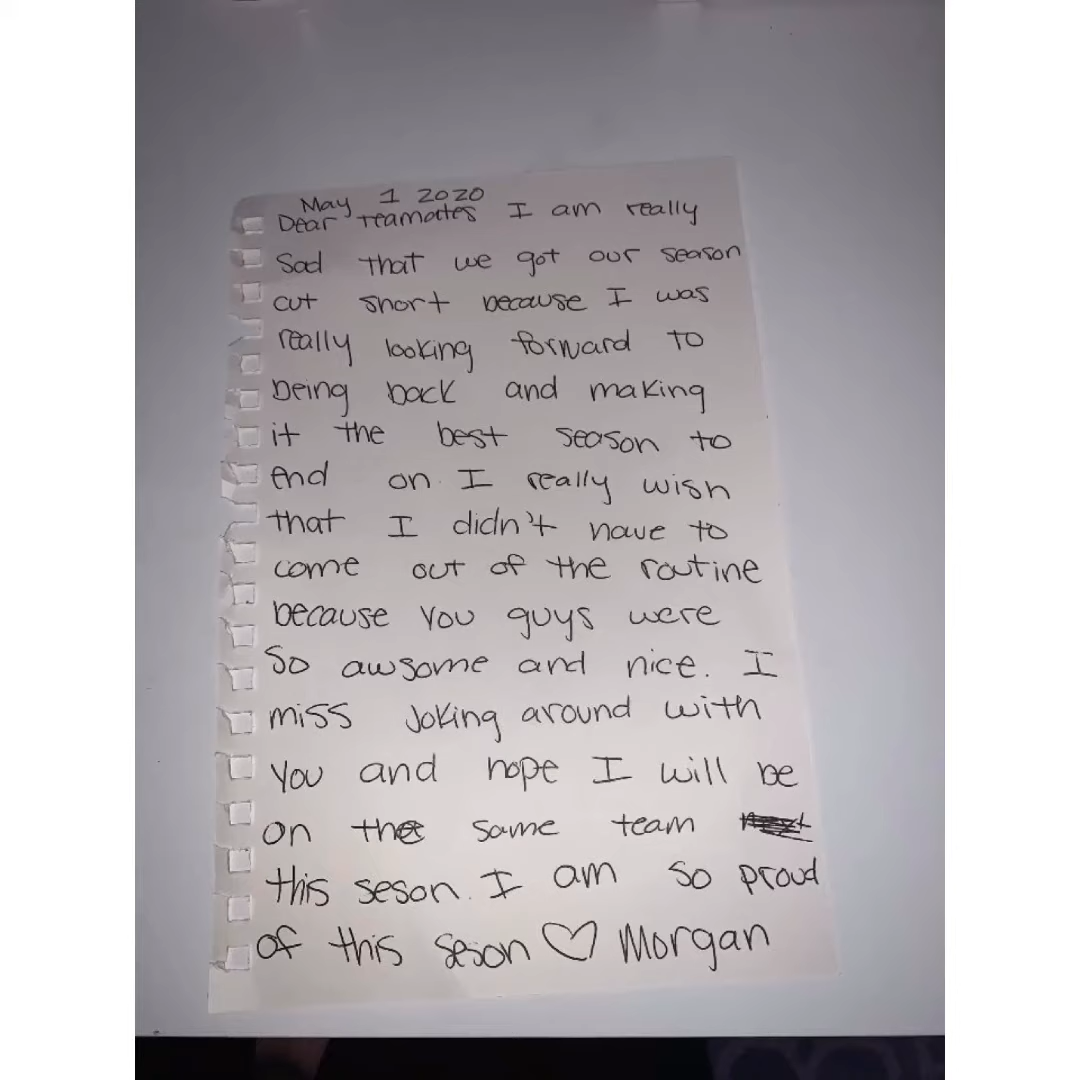 May 1 2020
Dear teamates I am really
Sad that we got our season
cut short because I was
really looking forward to
being back and making
it the best season to
end on. I really wish
that I didn't have to
come out of the routine
because you guys were
so awsome and nice. I
miss joking around with
you and hope I will be
on the same team
this seson. I am so proud
of this seson ♡ Morgan